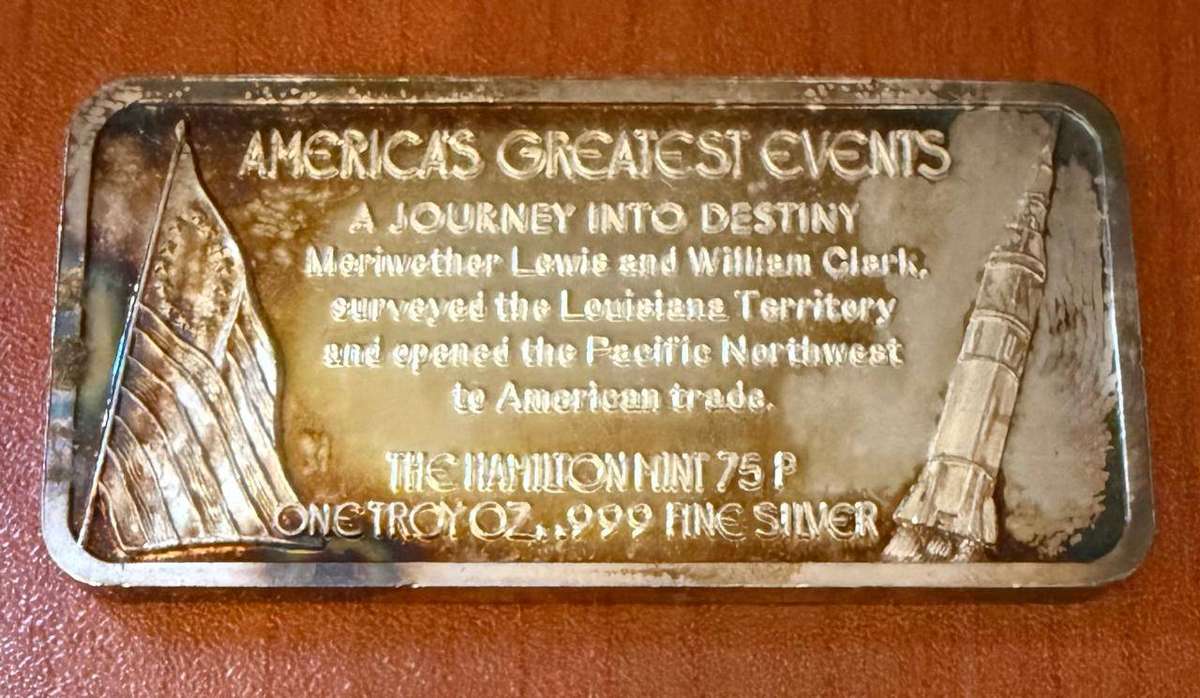 AMERICA'S GREATEST EVENTS
A JOURNEY INTO DESTINY
Meriwether Lewis and William Clark,
surveyed the Louisiana Territory
and opened the Pacific Northwest
to American trade.
THE HAMILTON MINT 75 P
ONE TROY OZ. .999 FINE SILVER